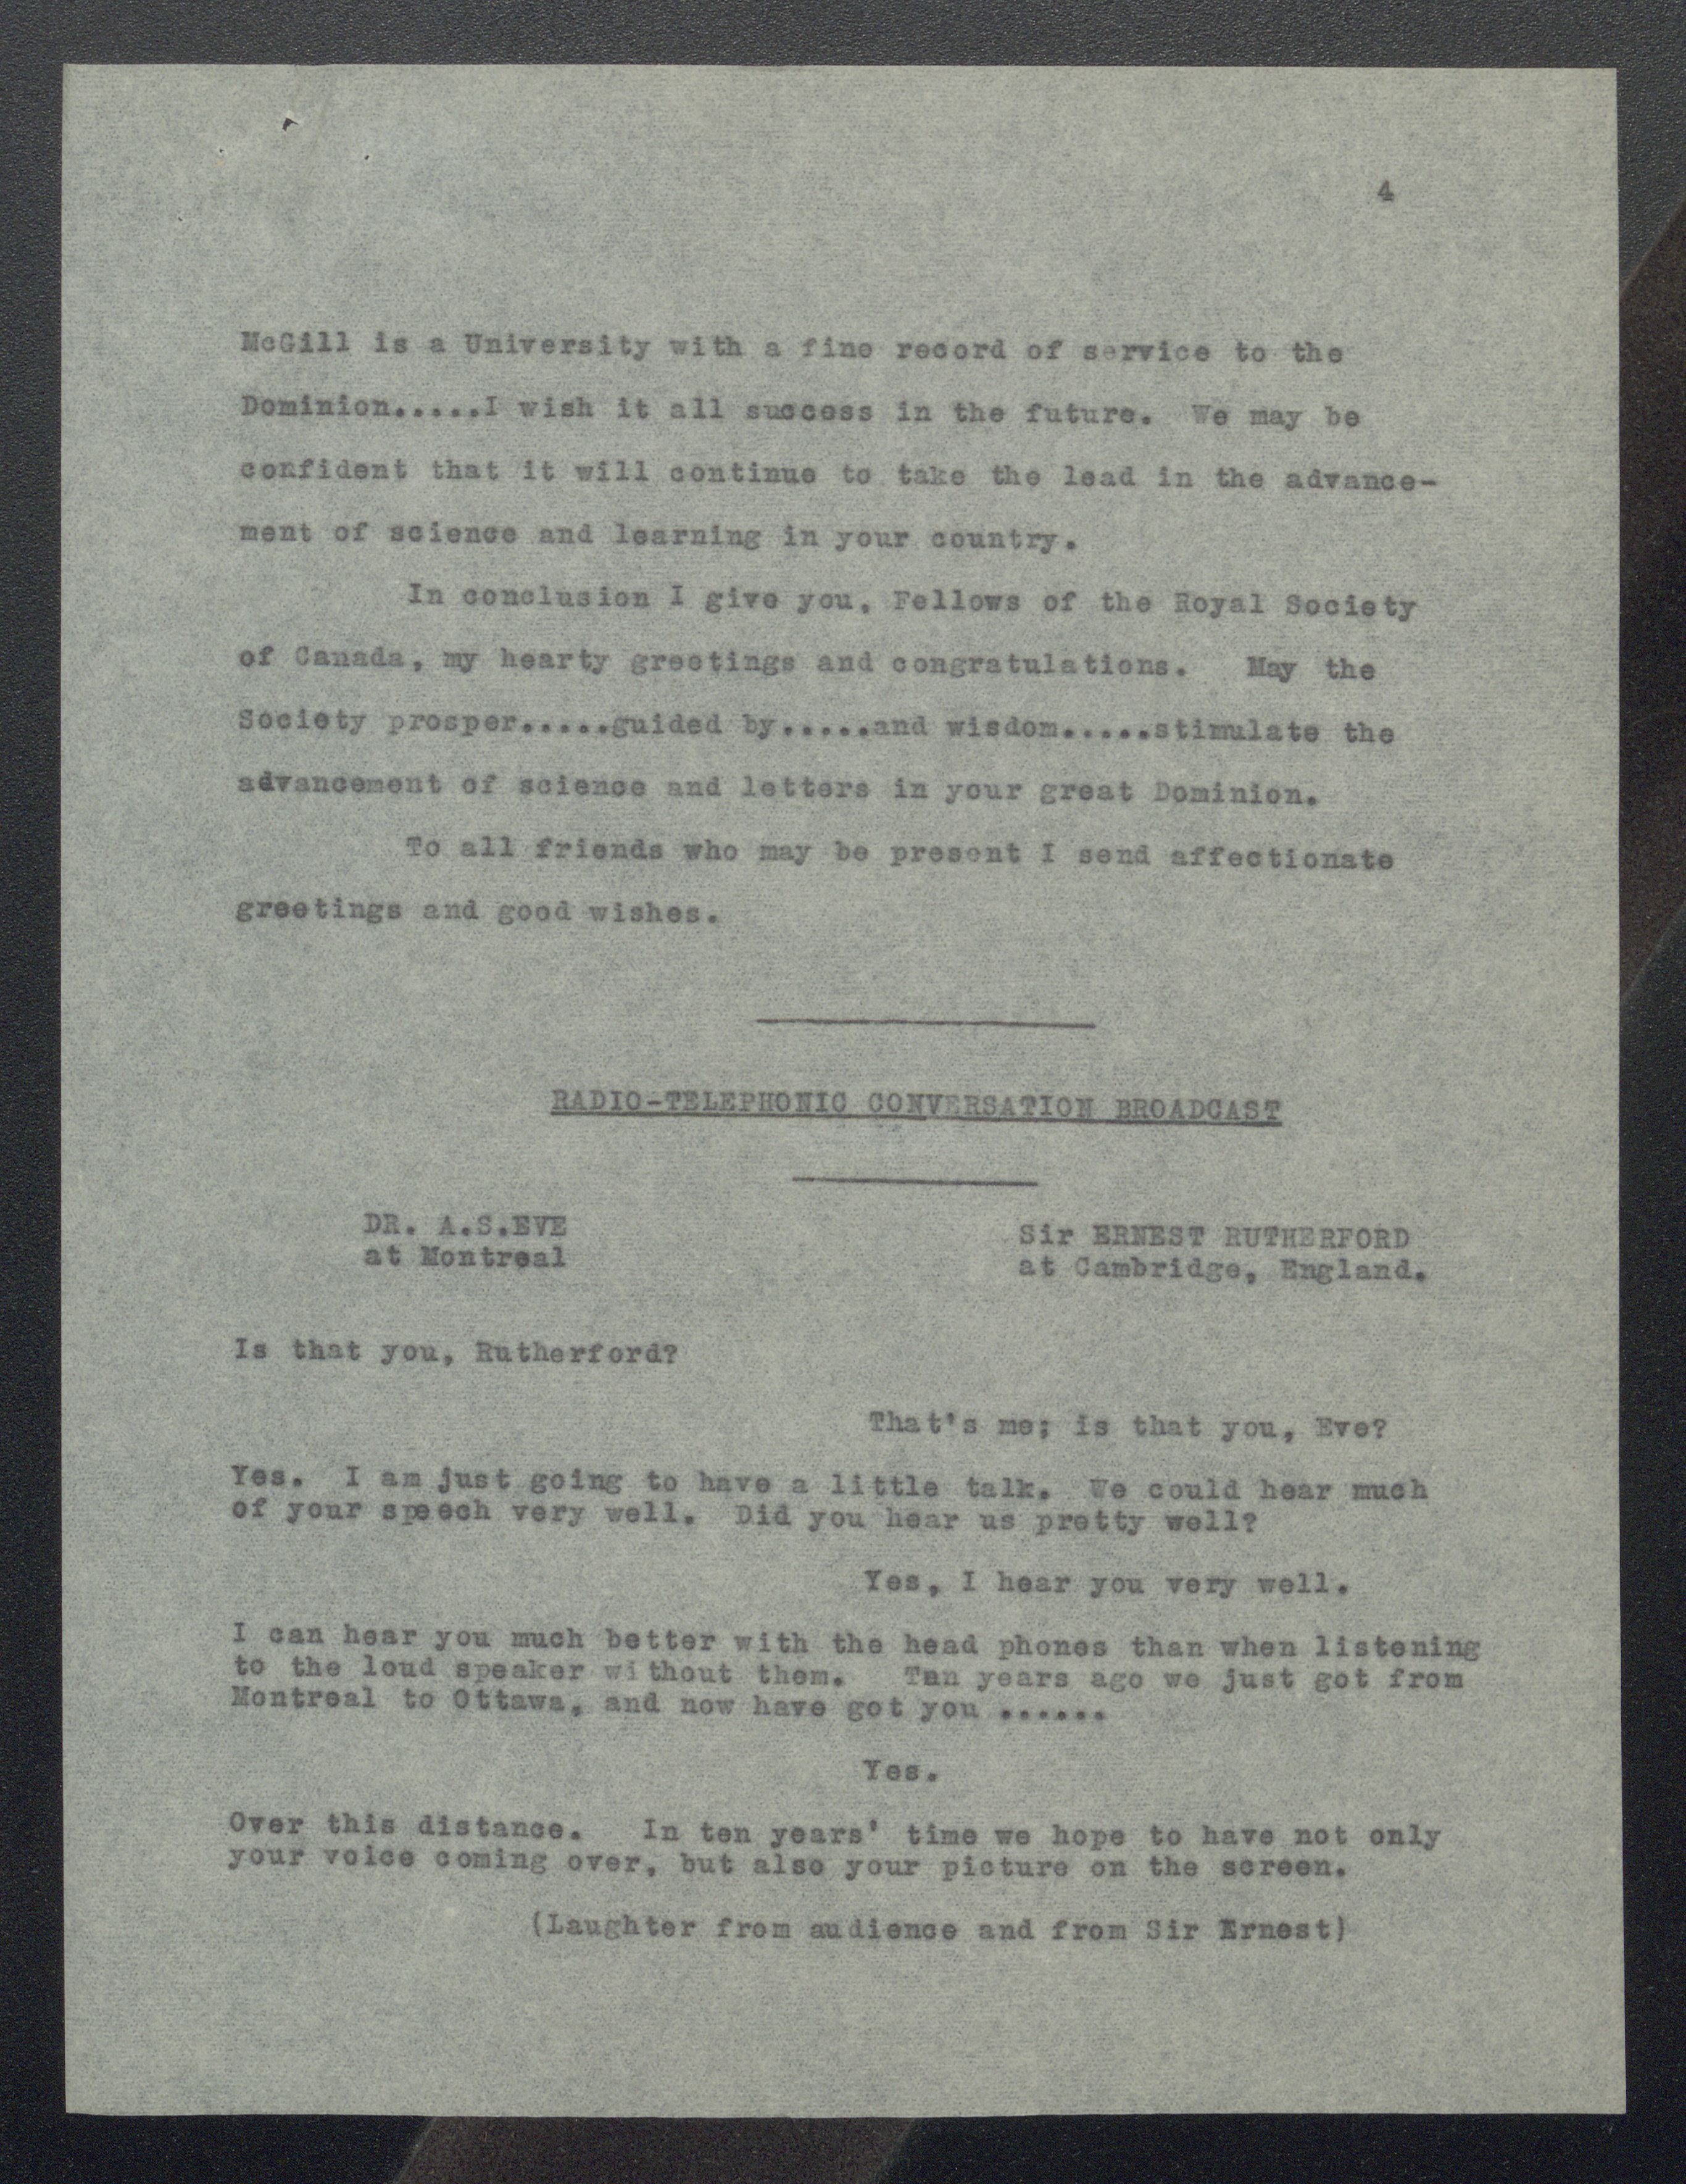 4
McGill is a University with a fine record of service to the
Dominion.....I wish it all success in the future. We may be
confident that it will continue to take the lead in the advance-
ment of science and learning in your country.
In conclusion I give you, Fellows of the Royal Society
of Canada, my hearty greetings and congratulations. May the
Society prosper.....guided by.....and wisdom.....stimulate the
advancement of science and letters in your great Dominion.
To all friends who may be present I send affectionate
greetings and good wishes.
RADIO-TELEPHONIC CONVERSATION BROADCAST
DR. A.S.EVE
at Montreal
Sir ERNEST RUTHERFORD
at Cambridge, England.
Is that you, Rutherford?
That's me; is that you, Eve?
Yes. I am just going to have a little talk. We could hear much
of your speech very well. Did you hear us pretty well?
Yes, I hear you very well.
I can hear you much better with the head phones than when listening
to the loud speaker without them. Ten years ago we just got from
Montreal to Ottawa, and now have got you ......
Yes.
Over this distance. In ten years' time we hope to have not only
your voice coming over, but also your picture on the screen.
(Laughter from audience and from Sir Ernest)